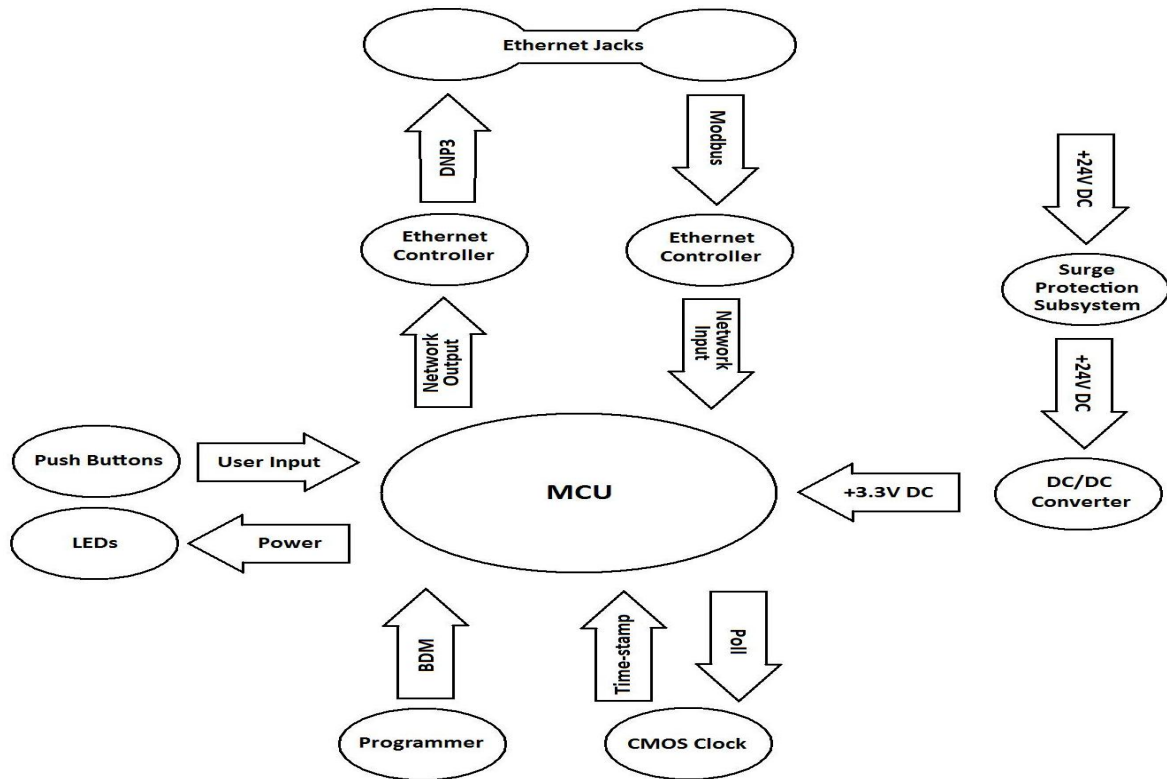 Ethernet Jacks
DNP3
Modbus
+24V DC
Ethernet
Controller
Ethernet
Controller
Surge
Protection
Subsystem
Network
Output
Network
Input
+24V DC
Push Buttons
User Input
MCU
+3.3V DC
DC/DC
Converter
LEDs
Power
BDM
Time-stamp
Poll
Programmer
CMOS Clock